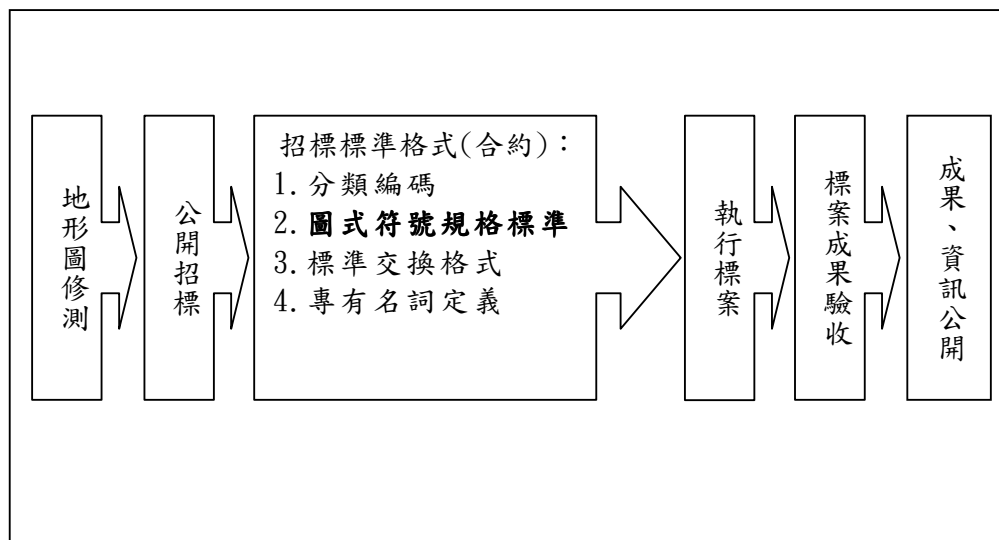 地形圖修測
公開招標
招標標準格式(合約)：
1.分類編碼
2.圖式符號規格標準
3.標準交換格式
4.專有名詞定義
執行標案
標案成果驗收
成果、資訊公開